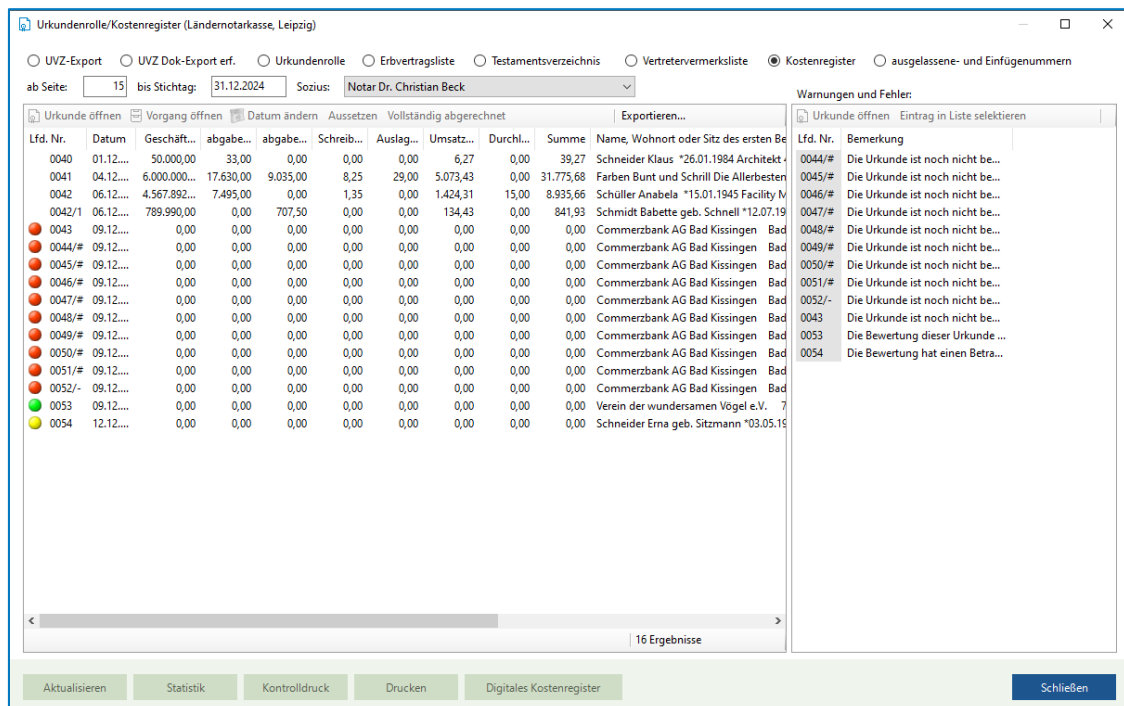 Urkundenrolle/Kostenregister (Ländernotarkasse, Leipzig)
UVZ-Export UVZ Dok-Export erf. Urkundenrolle Erbvertragsliste Testamentsverzeichnis Vertretervermerksliste Kostenregister ausgelassene- und Einfügenummern
ab Seite: 15 bis Stichtag: 31.12.2024 Sozius: Notar Dr. Christian Beck
Warnungen und Fehler:
Urkunde öffnen Vorgang öffnen Datum ändern Aussetzen Vollständig abgerechnet Exportieren... Urkunde öffnen Eintrag in Liste selektieren
Lfd. Nr. Datum Geschäft... abgabe... abgabe... Schreib... Auslag... Umsatz... Durchl... Summe Name, Wohnort oder Sitz des ersten Be Lfd. Nr. Bemerkung
0040 01.12.... 50.000,00 33,00 0,00 0,00 0,00 6,27 0,00 39,27 Schneider Klaus *26.01.1984 Architekt 4 0044/# Die Urkunde ist noch nicht be...
0041 04.12.... 6.000.000... 17.630,00 9.035,00 8,25 29,00 5.073,43 0,00 31.775,68 Farben Bunt und Schrill Die Allerbesten 0045/# Die Urkunde ist noch nicht be...
0042 06.12.... 4.567.892... 7.495,00 0,00 1,35 0,00 1.424,31 15,00 8.935,66 Schüller Anabela *15.01.1945 Facility M 0046/# Die Urkunde ist noch nicht be...
0042/1 06.12.... 789.990,00 0,00 707,50 0,00 0,00 134,43 0,00 841,93 Schmidt Babette geb. Schnell *12.07.19 0047/# Die Urkunde ist noch nicht be...
0043 09.12.... 0,00 0,00 0,00 0,00 0,00 0,00 0,00 0,00 Commerzbank AG Bad Kissingen Bad 0048/# Die Urkunde ist noch nicht be...
0044/# 09.12.... 0,00 0,00 0,00 0,00 0,00 0,00 0,00 0,00 Commerzbank AG Bad Kissingen Bad 0049/# Die Urkunde ist noch nicht be...
0045/# 09.12.... 0,00 0,00 0,00 0,00 0,00 0,00 0,00 0,00 Commerzbank AG Bad Kissingen Bad 0050/# Die Urkunde ist noch nicht be...
0046/# 09.12.... 0,00 0,00 0,00 0,00 0,00 0,00 0,00 0,00 Commerzbank AG Bad Kissingen Bad 0051/# Die Urkunde ist noch nicht be...
0047/# 09.12.... 0,00 0,00 0,00 0,00 0,00 0,00 0,00 0,00 Commerzbank AG Bad Kissingen Bad 0052/- Die Urkunde ist noch nicht be...
0048/# 09.12.... 0,00 0,00 0,00 0,00 0,00 0,00 0,00 0,00 Commerzbank AG Bad Kissingen Bad 0043 Die Urkunde ist noch nicht be...
0049/# 09.12.... 0,00 0,00 0,00 0,00 0,00 0,00 0,00 0,00 Commerzbank AG Bad Kissingen Bad 0053 Die Bewertung dieser Urkunde ...
0050/# 09.12.... 0,00 0,00 0,00 0,00 0,00 0,00 0,00 0,00 Commerzbank AG Bad Kissingen Bad 0054 Die Bewertung hat einen Betra...
0051/# 09.12.... 0,00 0,00 0,00 0,00 0,00 0,00 0,00 0,00 Commerzbank AG Bad Kissingen Bad
0052/- 09.12.... 0,00 0,00 0,00 0,00 0,00 0,00 0,00 0,00 Commerzbank AG Bad Kissingen Bad
0053 09.12.... 0,00 0,00 0,00 0,00 0,00 0,00 0,00 0,00 Verein der wundersamen Vögel e.V. 7
0054 12.12.... 0,00 0,00 0,00 0,00 0,00 0,00 0,00 0,00 Schneider Erna geb. Sitzmann *03.05.19
16 Ergebnisse
Aktualisieren Statistik Kontrolldruck Drucken Digitales Kostenregister Schließen